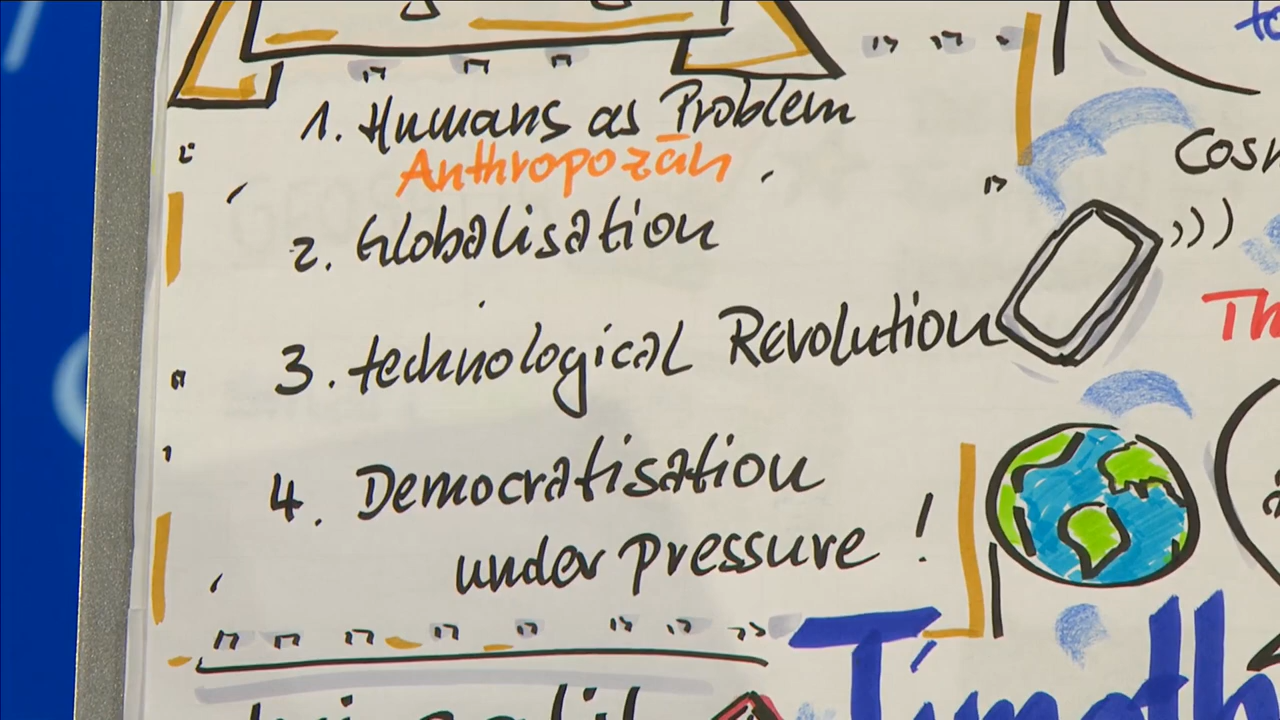 1. Humans as Problem
Anthropozän
2. Globalisation
3. technological Revolution
4. Democratisation
under pressure!